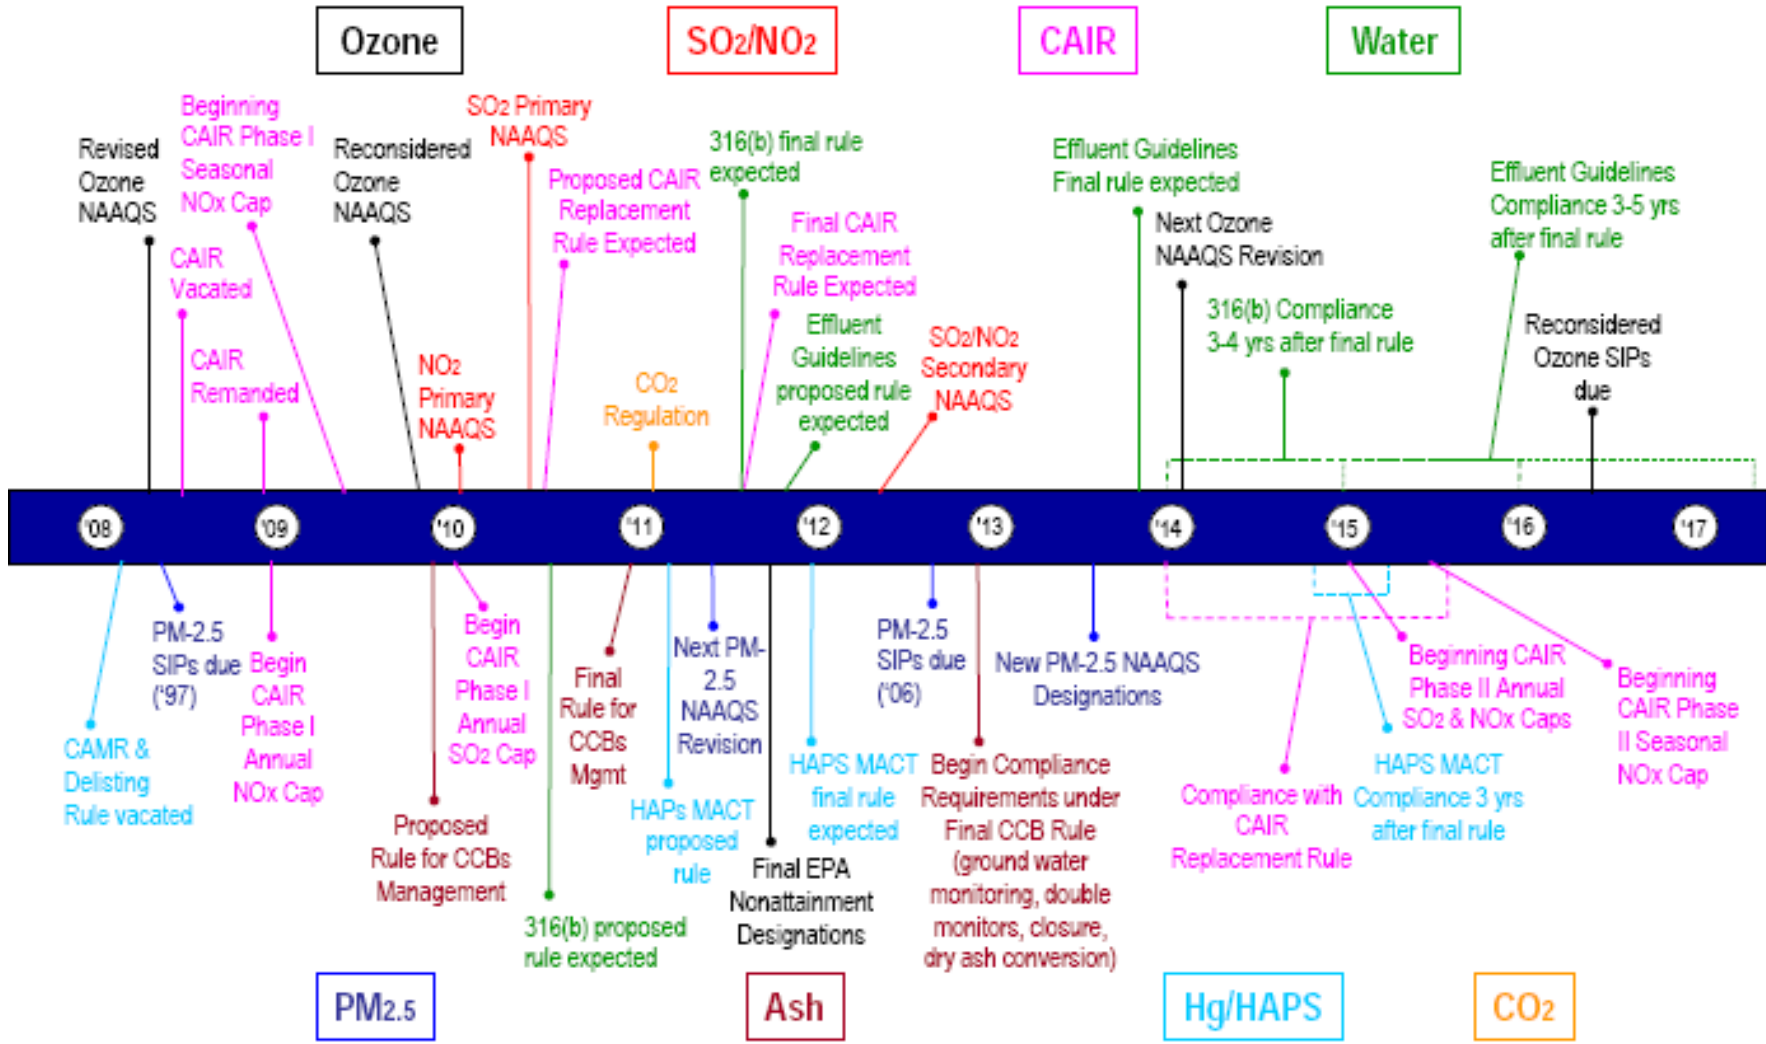 Ozone
SO2/NO2
CAIR
Water
Revised
Ozone
NAAQS
Beginning
CAIR Phase I
Seasonal
NOx Cap
CAIR
Vacated
CAIR
Remanded
Reconsidered
Ozone
NAAQS
NO2
Primary
NAAQS
SO2 Primary
NAAQS
Proposed CAIR
Replacement
Rule Expected
CO2
Regulation
316(b) final rule
expected
Final CAIR
Replacement
Rule Expected
Effluent
Guidelines
proposed rule
expected
SO2/NO2
Secondary
NAAQS
Effluent Guidelines
Final rule expected
Next Ozone
NAAQS Revision
316(b) Compliance
3-4 yrs after final rule
Effluent Guidelines
Compliance 3-5 yrs
after final rule
Reconsidered
Ozone SIPs
due
'08
'09
'10
'11
'12
'13
'14
'15
'16
'17
CAMR &
Delisting
Rule vacated
PM-2.5
SIPs due
('97)
Begin
CAIR
Phase I
Annual
NOx Cap
Proposed
Rule for CCBs
Management
Begin
CAIR
Phase I
Annual
SO2 Cap
316(b) proposed
rule expected
Final
Rule for
CCBs
Mgmt
HAPs MACT
proposed
rule
Next PM-
2.5
NAAQS
Revision
Final EPA
Nonattainment
Designations
HAPS MACT
final rule
expected
PM-2.5
SIPs due
('06)
Begin Compliance
Requirements under
Final CCB Rule
(ground water
monitoring, double
monitors, closure,
dry ash conversion)
New PM-2.5 NAAQS
Designations
Compliance with
CAIR
Replacement Rule
Beginning CAIR
Phase II Annual
SO2 & NOx Caps
HAPS MACT
Compliance 3 yrs
after final rule
Beginning
CAIR Phase
II Seasonal
NOx Cap
PM2.5
Ash
Hg/HAPS
CO2